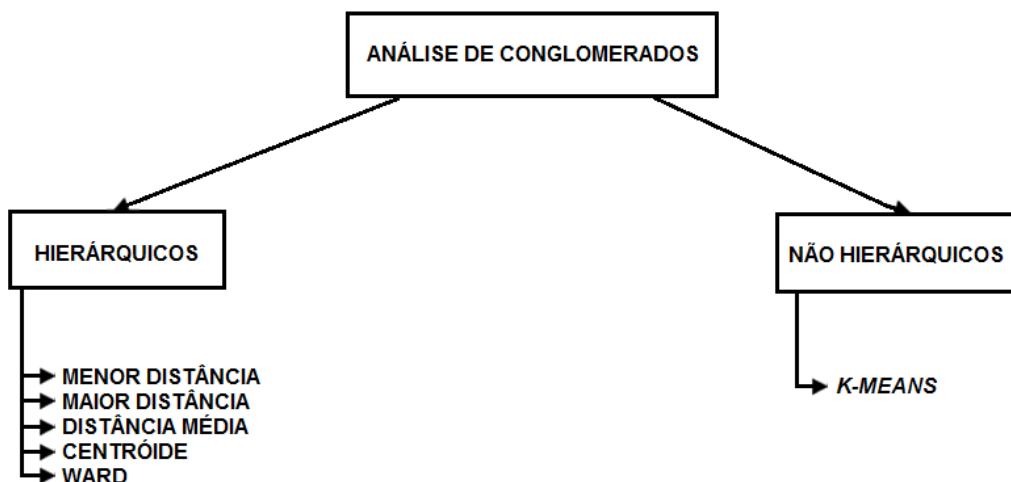 ANÁLISE DE CONGLOMERADOS
HIERÁRQUICOS
NÃO HIERÁRQUICOS
MENOR DISTÂNCIA
MAIOR DISTÂNCIA
DISTÂNCIA MÉDIA
CENTRÓIDE
WARD
K-MEANS